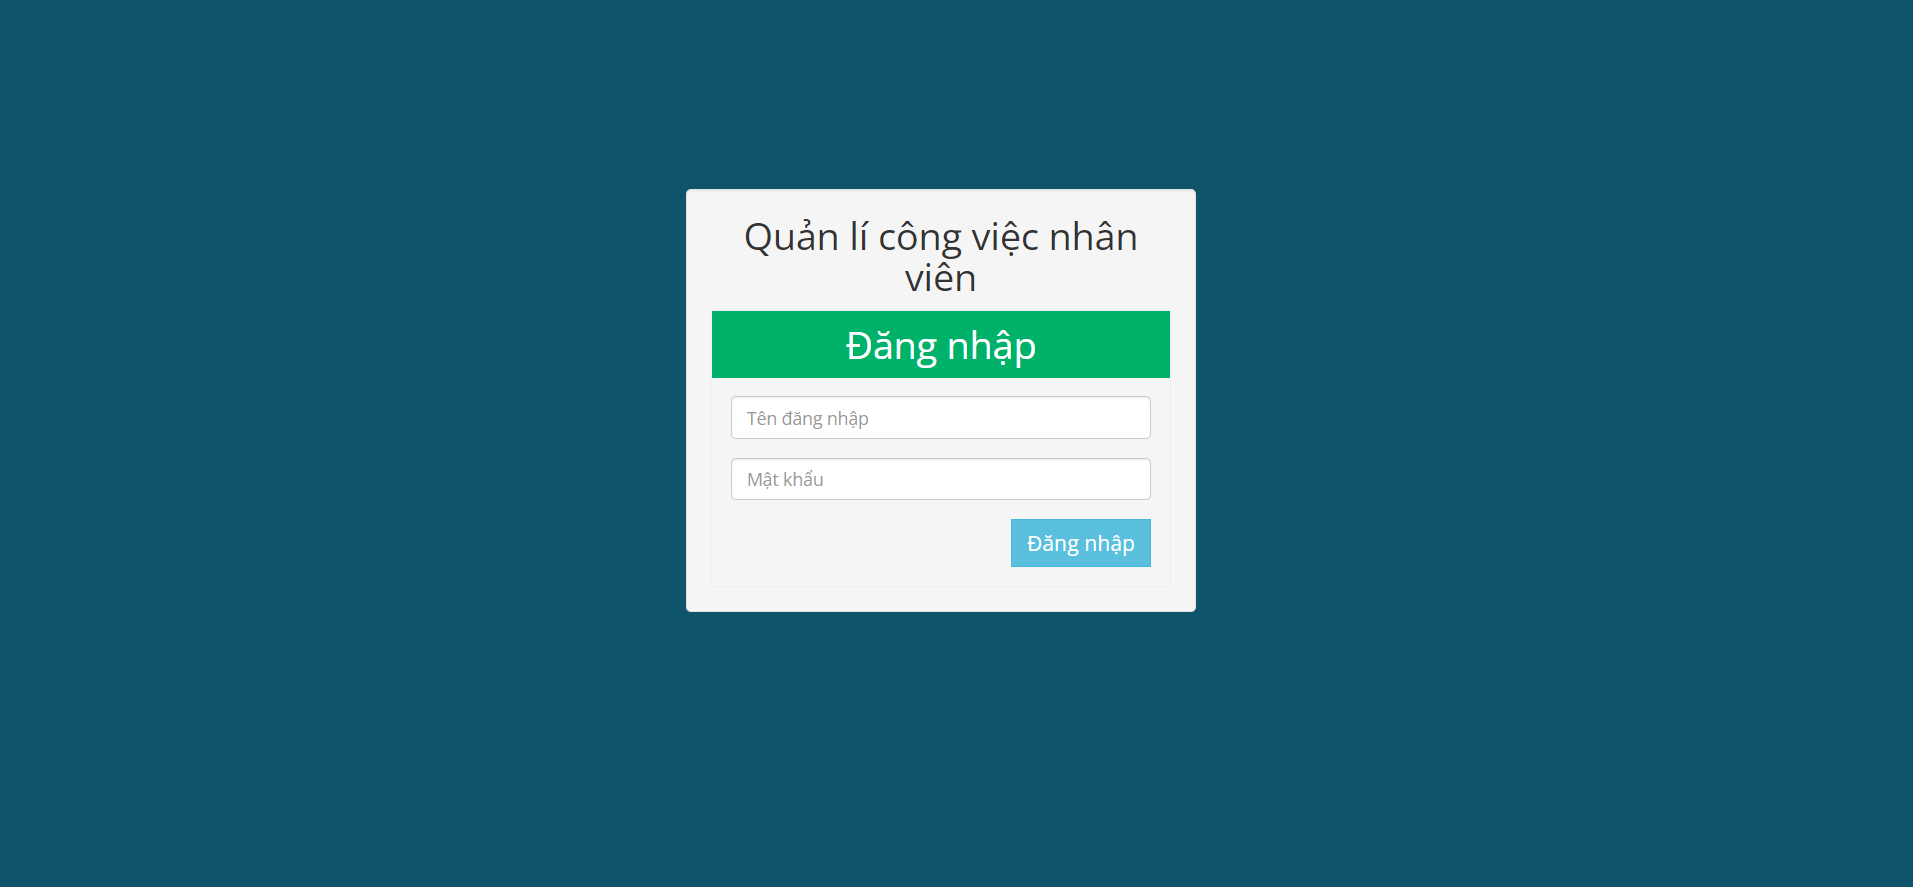 Quản lí công việc nhân
viên
Đăng nhập
Tên đăng nhập
Mật khẩu
Đăng nhập